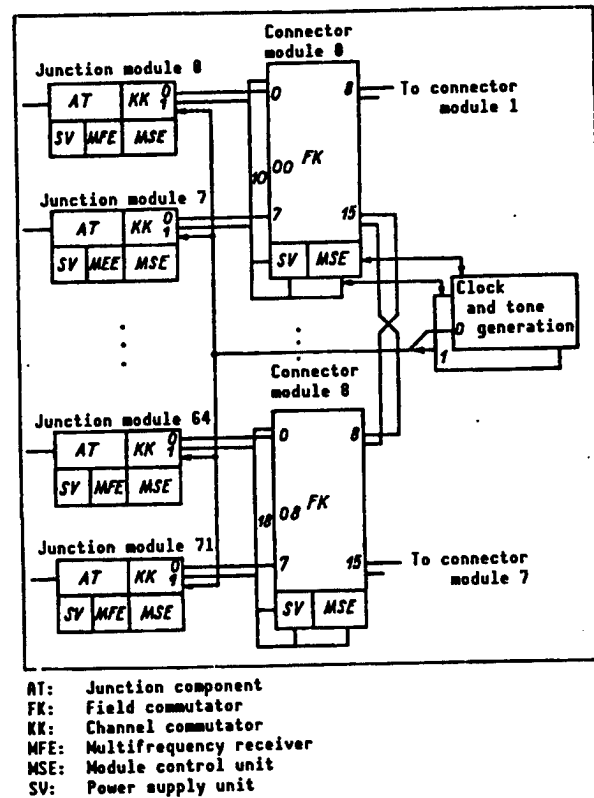 Connector
module 0
Junction module 0
AT KK 0
1
SV MFE MSE
0
8
To connector
module 1
10
00 FK
Junction module 7
AT KK 0
1
SV MEE MSE
7
15
SV MSE
Clock
and tone
0 generation
1
Connector
module 8
Junction module 64
AT KK 0
1
SV MFE MSE
0
8
18
08 FK
Junction module 71
AT KK 0
1
SV MFE MSE
7
15
To connector
module 7
SV MSE
AT: Junction component
FK: Field commutator
KK: Channel commutator
MFE: Multifrequency receiver
MSE: Module control unit
SV: Power supply unit